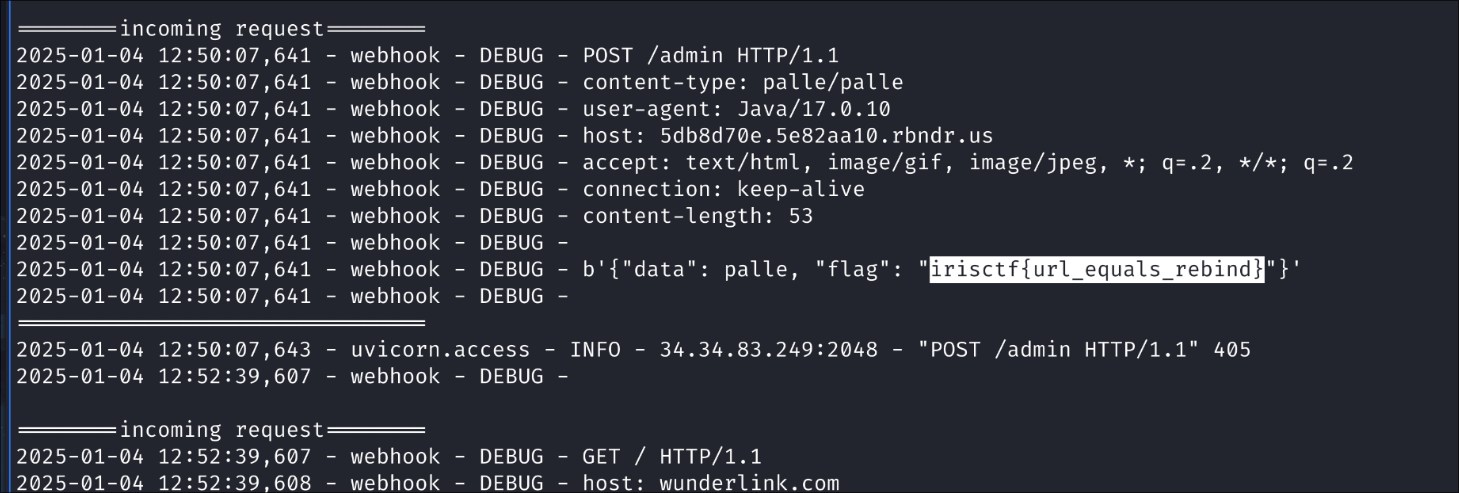 ========incoming request========
2025-01-04 12:50:07,641 - webhook - DEBUG - POST /admin HTTP/1.1
2025-01-04 12:50:07,641 - webhook - DEBUG - content-type: palle/palle
2025-01-04 12:50:07,641 - webhook - DEBUG - user-agent: Java/17.0.10
2025-01-04 12:50:07,641 - webhook - DEBUG - host: 5db8d70e.5e82aa10.rbndr.us
2025-01-04 12:50:07,641 - webhook - DEBUG - accept: text/html, image/gif, image/jpeg, *; q=.2, */*; q=.2
2025-01-04 12:50:07,641 - webhook - DEBUG - connection: keep-alive
2025-01-04 12:50:07,641 - webhook - DEBUG - content-length: 53
2025-01-04 12:50:07,641 - webhook - DEBUG -
2025-01-04 12:50:07,641 - webhook - DEBUG - b'{"data": palle, "flag": "irisctf{url_equals_rebind}"}'
2025-01-04 12:50:07,641 - webhook - DEBUG -
================================
2025-01-04 12:50:07,643 - uvicorn.access - INFO - 34.34.83.249:2048 - "POST /admin HTTP/1.1" 405
2025-01-04 12:52:39,607 - webhook - DEBUG -
========incoming request========
2025-01-04 12:52:39,607 - webhook - DEBUG - GET / HTTP/1.1
2025-01-04 12:52:39,608 - webhook - DEBUG - host: wunderlink.com